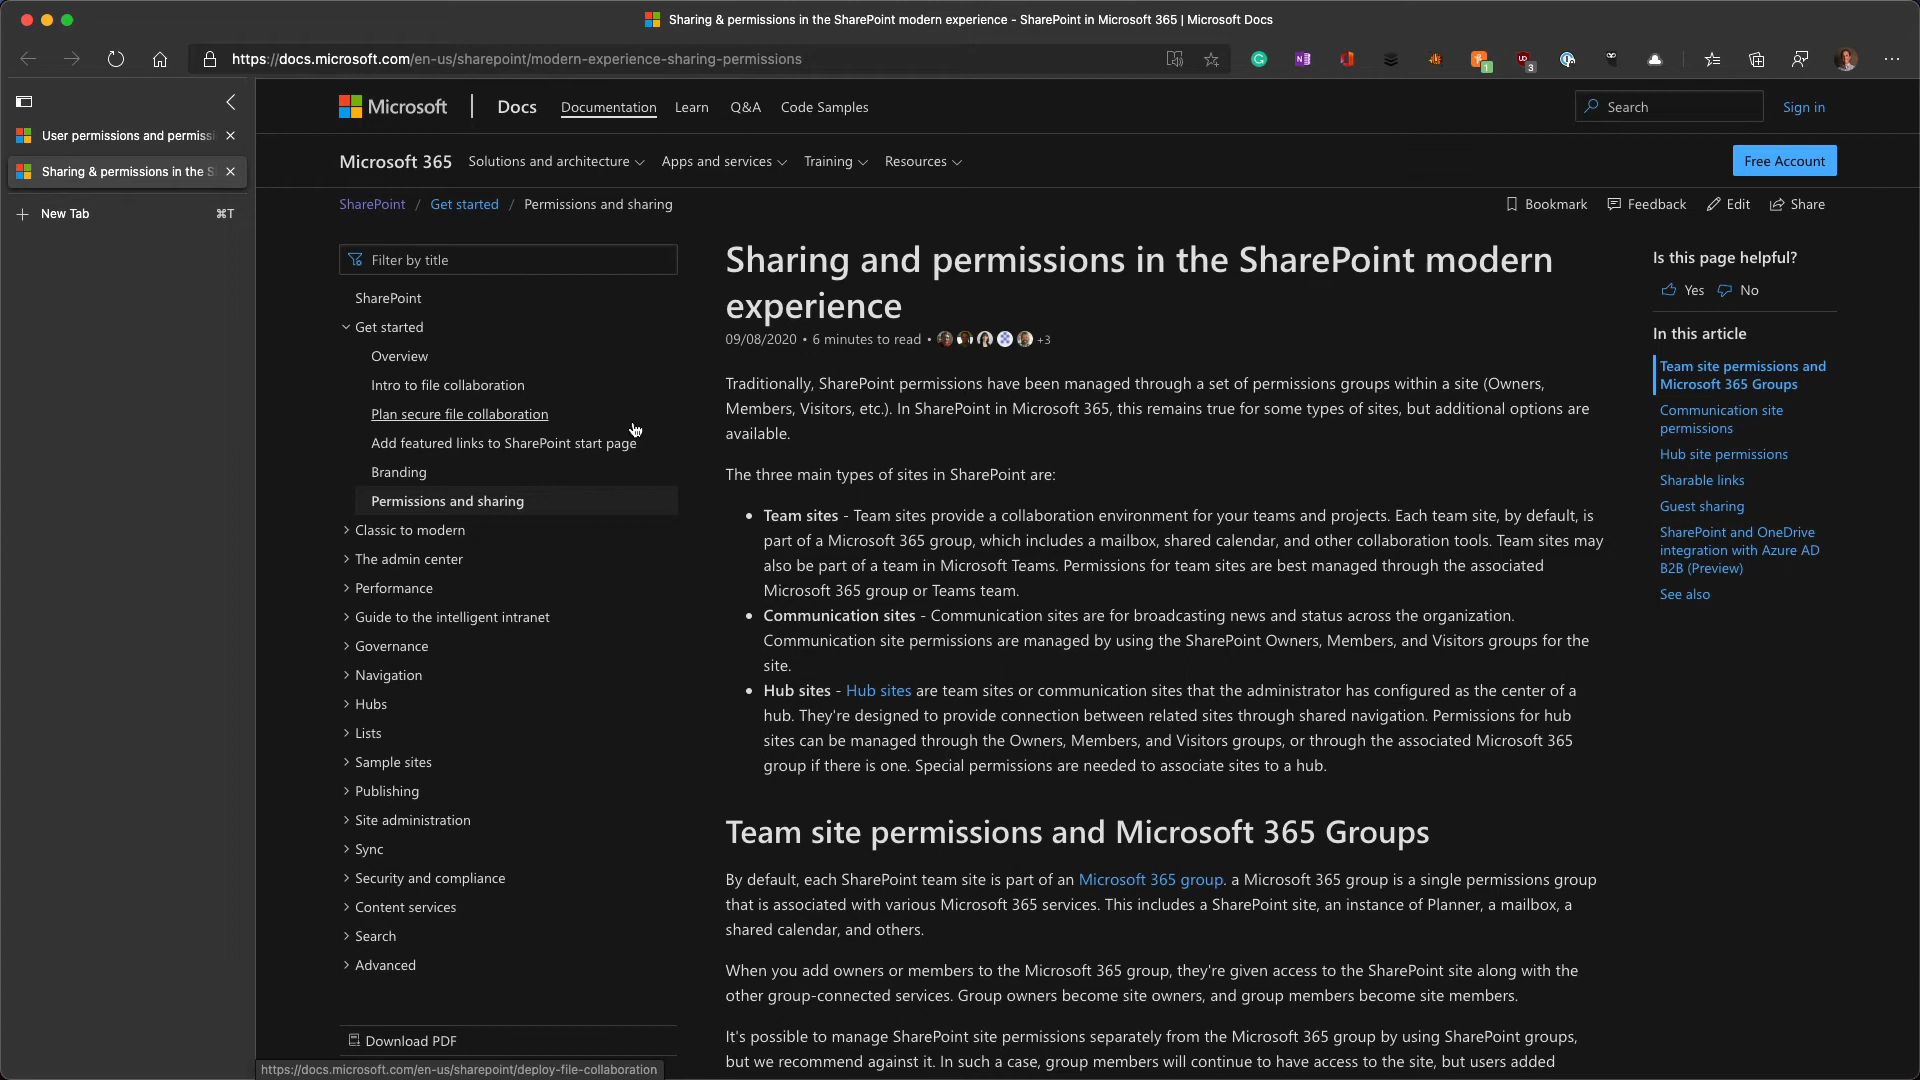 Sharing & permissions in the SharePoint modern experience - SharePoint in Microsoft 365 | Microsoft Docs
https://docs.microsoft.com/en-us/sharepoint/modern-experience-sharing-permissions
1
3
User permissions and permiss
Sharing & permissions in the S
New Tab ⌘T
Microsoft | Docs Documentation Learn Q&A Code Samples
Search
Sign in
Microsoft 365 Solutions and architecture Apps and services Training Resources
Free Account
SharePoint / Get started / Permissions and sharing
Bookmark Feedback Edit Share
Filter by title
SharePoint
Get started
Overview
Intro to file collaboration
Plan secure file collaboration
Add featured links to SharePoint start page
Branding
Permissions and sharing
Classic to modern
The admin center
Performance
Guide to the intelligent intranet
Governance
Navigation
Hubs
Lists
Sample sites
Publishing
Site administration
Sync
Security and compliance
Content services
Search
Advanced
Download PDF
https://docs.microsoft.com/en-us/sharepoint/deploy-file-collaboration
Sharing and permissions in the SharePoint modern
experience
09/08/2020 • 6 minutes to read • +3
Traditionally, SharePoint permissions have been managed through a set of permissions groups within a site (Owners,
Members, Visitors, etc.). In SharePoint in Microsoft 365, this remains true for some types of sites, but additional options are
available.
The three main types of sites in SharePoint are:
• Team sites - Team sites provide a collaboration environment for your teams and projects. Each team site, by default, is
part of a Microsoft 365 group, which includes a mailbox, shared calendar, and other collaboration tools. Team sites may
also be part of a team in Microsoft Teams. Permissions for team sites are best managed through the associated
Microsoft 365 group or Teams team.
• Communication sites - Communication sites are for broadcasting news and status across the organization.
Communication site permissions are managed by using the SharePoint Owners, Members, and Visitors groups for the
site.
• Hub sites - Hub sites are team sites or communication sites that the administrator has configured as the center of a
hub. They're designed to provide connection between related sites through shared navigation. Permissions for hub
sites can be managed through the Owners, Members, and Visitors groups, or through the associated Microsoft 365
group if there is one. Special permissions are needed to associate sites to a hub.
Team site permissions and Microsoft 365 Groups
By default, each SharePoint team site is part of an Microsoft 365 group. a Microsoft 365 group is a single permissions group
that is associated with various Microsoft 365 services. This includes a SharePoint site, an instance of Planner, a mailbox, a
shared calendar, and others.
When you add owners or members to the Microsoft 365 group, they're given access to the SharePoint site along with the
other group-connected services. Group owners become site owners, and group members become site members.
It's possible to manage SharePoint site permissions separately from the Microsoft 365 group by using SharePoint groups,
but we recommend against it. In such a case, group members will continue to have access to the site, but users added
Is this page helpful?
Yes No
In this article
Team site permissions and
Microsoft 365 Groups
Communication site
permissions
Hub site permissions
Sharable links
Guest sharing
SharePoint and OneDrive
integration with Azure AD
B2B (Preview)
See also